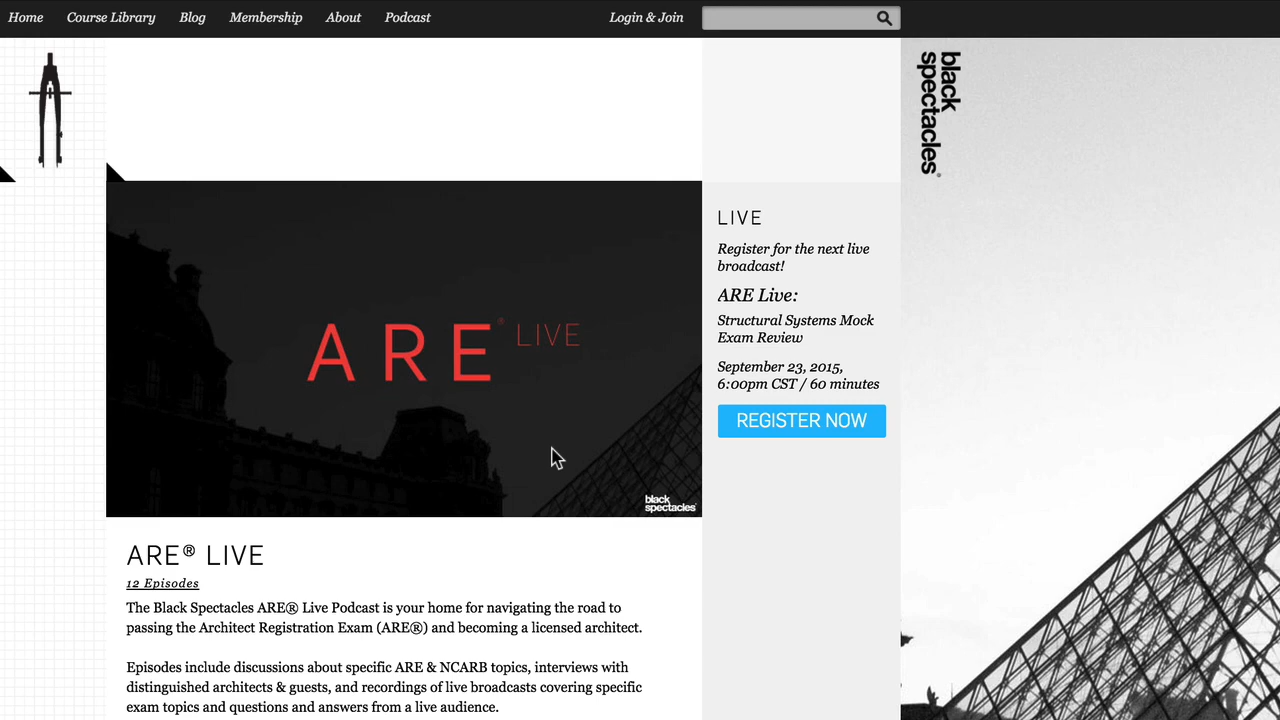 Home Course Library Blog Membership About Podcast Login & Join
black
spectacles®
ARE® LIVE
black
spectacles®
LIVE
Register for the next live
broadcast!
ARE Live:
Structural Systems Mock
Exam Review
September 23, 2015,
6:00pm CST / 60 minutes
REGISTER NOW
ARE® LIVE
12 Episodes
The Black Spectacles ARE® Live Podcast is your home for navigating the road to
passing the Architect Registration Exam (ARE®) and becoming a licensed architect.
Episodes include discussions about specific ARE & NCARB topics, interviews with
distinguished architects & guests, and recordings of live broadcasts covering specific
exam topics and questions and answers from a live audience.